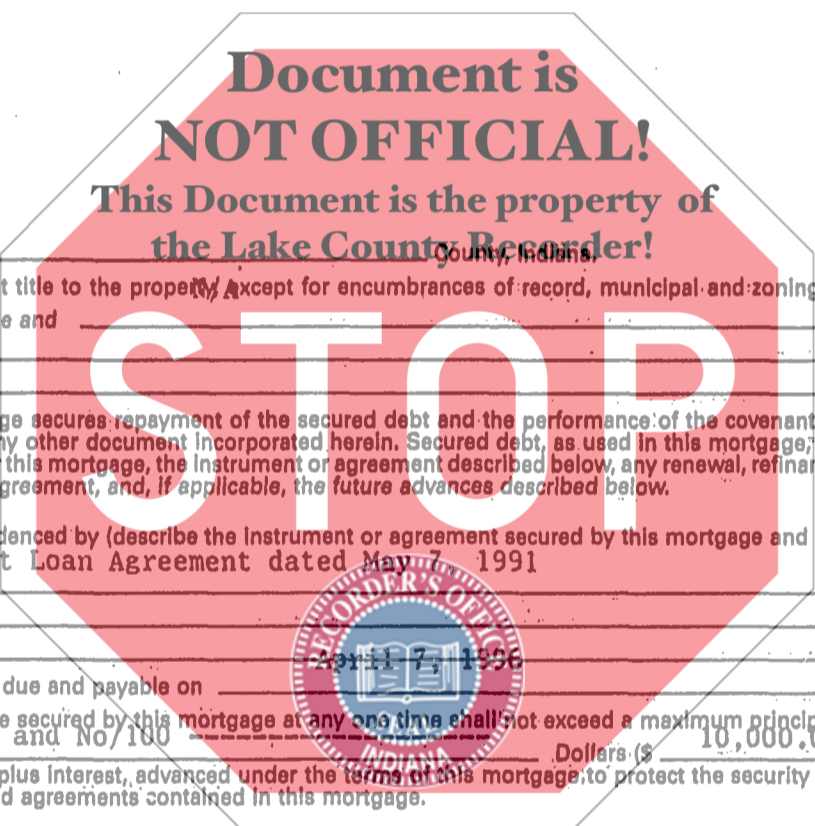 Document is
NOT OFFICIAL!
This Document is the property of
the Lake County Recorder!
County, Indiana.
t title to the property, except for encumbrances of record, municipal and zoning
N/A
e and
STOP
ge secures repayment of the secured debt and the performance of the covenant
ny other document incorporated herein. Secured debt, as used in this mortgage,
this mortgage, the instrument or agreement described below, any renewal, refinan
greement, and, if applicable, the future advances described below.
denced by (describe the instrument or agreement secured by this mortgage and
t Loan Agreement dated May 7, 1991
RECORDER'S OFFICE
April 7, 1996
due and payable on
e secured by this mortgage at any one time shall not exceed a maximum princip
and No/100 ------------------------
Dollars ($ 10,000.0
INDIANA
plus interest, advanced under the terms of this mortgage to protect the security
d agreements contained in this mortgage.